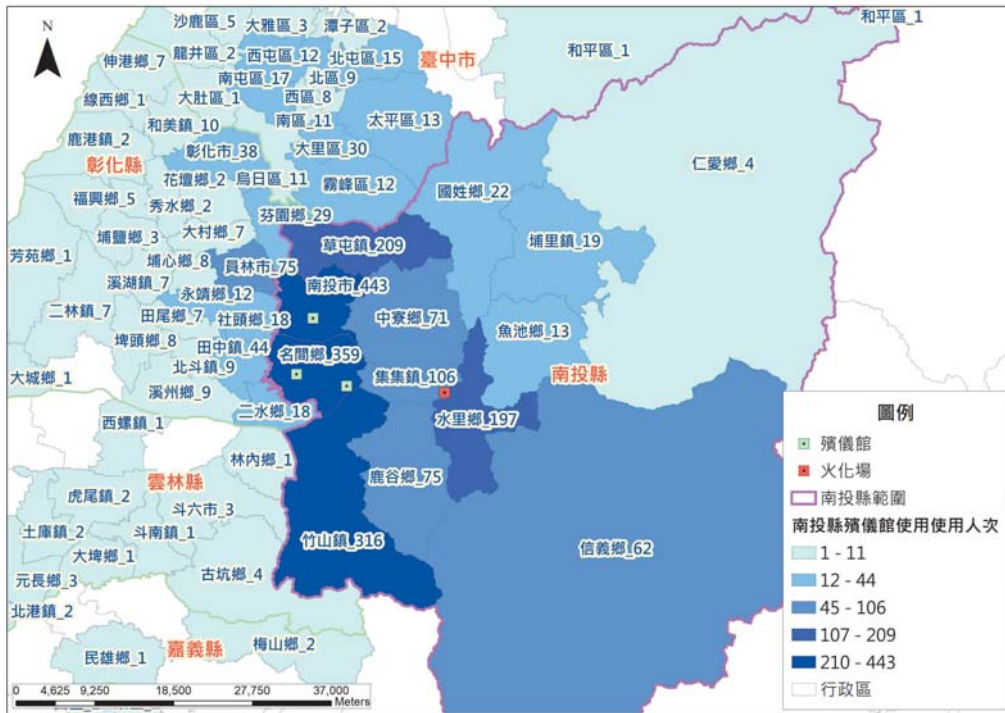 N
沙鹿區_5
大雅區_3
潭子區_2
和平區_1
龍井區_2
西屯區_12
北屯區_15
臺中市
和平區_1
伸港鄉_7
南屯區_17
北區_9
線西鄉_1
大肚區_1
西區_8
和美鎮_10
南區_11
太平區_13
鹿港鎮_2
彰化市_38
大里區_30
彰化縣
仁愛鄉_4
花壇鄉_2
烏日區_11
霧峰區_12
國姓鄉_22
福興鄉_5
秀水鄉_2
芬園鄉_29
埔鹽鄉_3
大村鄉_7
草屯鎮_209
埔里鎮_19
芳苑鄉_1
埔心鄉_8
員林市_75
溪湖鎮_7
南投市_443
永靖鄉_12
二林鎮_7
田尾鄉_7
社頭鄉_18
中寮鄉_71
魚池鄉_13
埤頭鄉_8
田中鎮_44
名間鄉_359
北斗鎮_9
集集鎮_106
南投縣
大城鄉_1
溪州鄉_9
二水鄉_18
水里鄉_197
西螺鎮_1
林內鄉_1
鹿谷鄉_75
雲林縣
虎尾鎮_2
斗六市_3
土庫鎮_2
斗南鎮_1
竹山鎮_316
信義鄉_62
大埤鄉_1
元長鄉_3
古坑鄉_4
北港鎮_2
嘉義縣
梅山鄉_2
民雄鄉_1
0 4,625 9,250 18,500 27,750 37,000
Meters
圖例
殯儀館
火化場
南投縣範圍
南投縣殯儀館使用使用人次
1 - 11
12 - 44
45 - 106
107 - 209
210 - 443
行政區